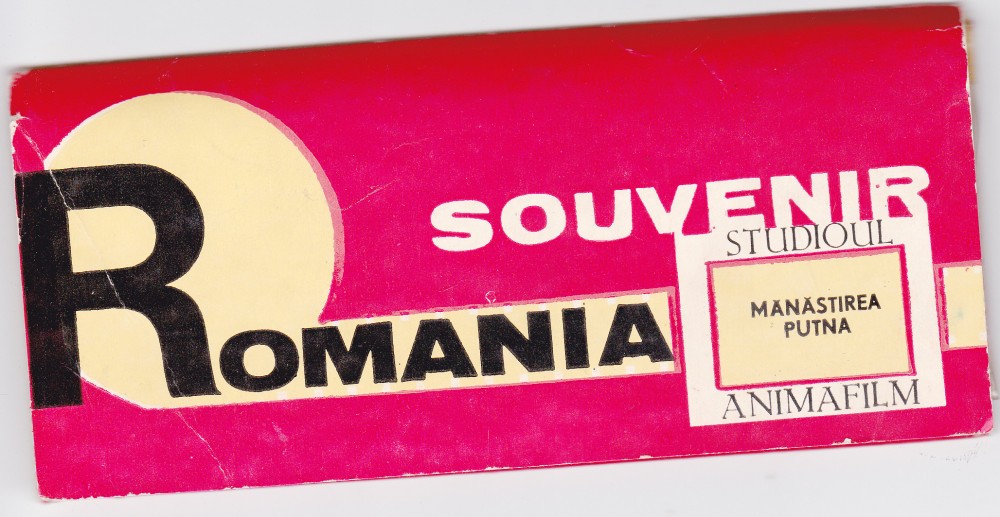 SOUVENIR
ROMANIA
STUDIOUL
MĂNĂSTIREA
PUTNA
ANIMAFILM